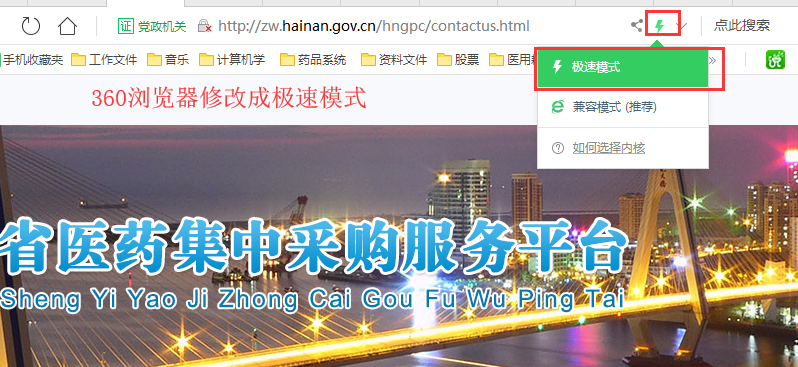 证 党政机关 http://zw.hainan.gov.cn/hngpc/contactus.html 点此搜索
手机收藏夹 工作文件 音乐 计算机学 药品系统 资料文件 股票 医用 » 说
极速模式
360浏览器修改成极速模式
兼容模式 (推荐)
如何选择内核
省医药集中采购服务平台
Sheng Yi Yao Ji Zhong Cai Gou Fu Wu Ping Tai